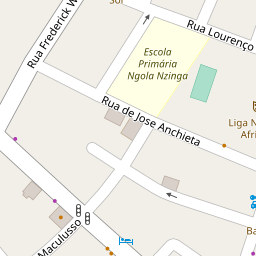 Sol
Rua Lourenço
Rua Frederick W
Escola
Primária
Ngola Nzinga
Rua de Jose Anchieta
Liga N
Afri
Maculusso
Ba